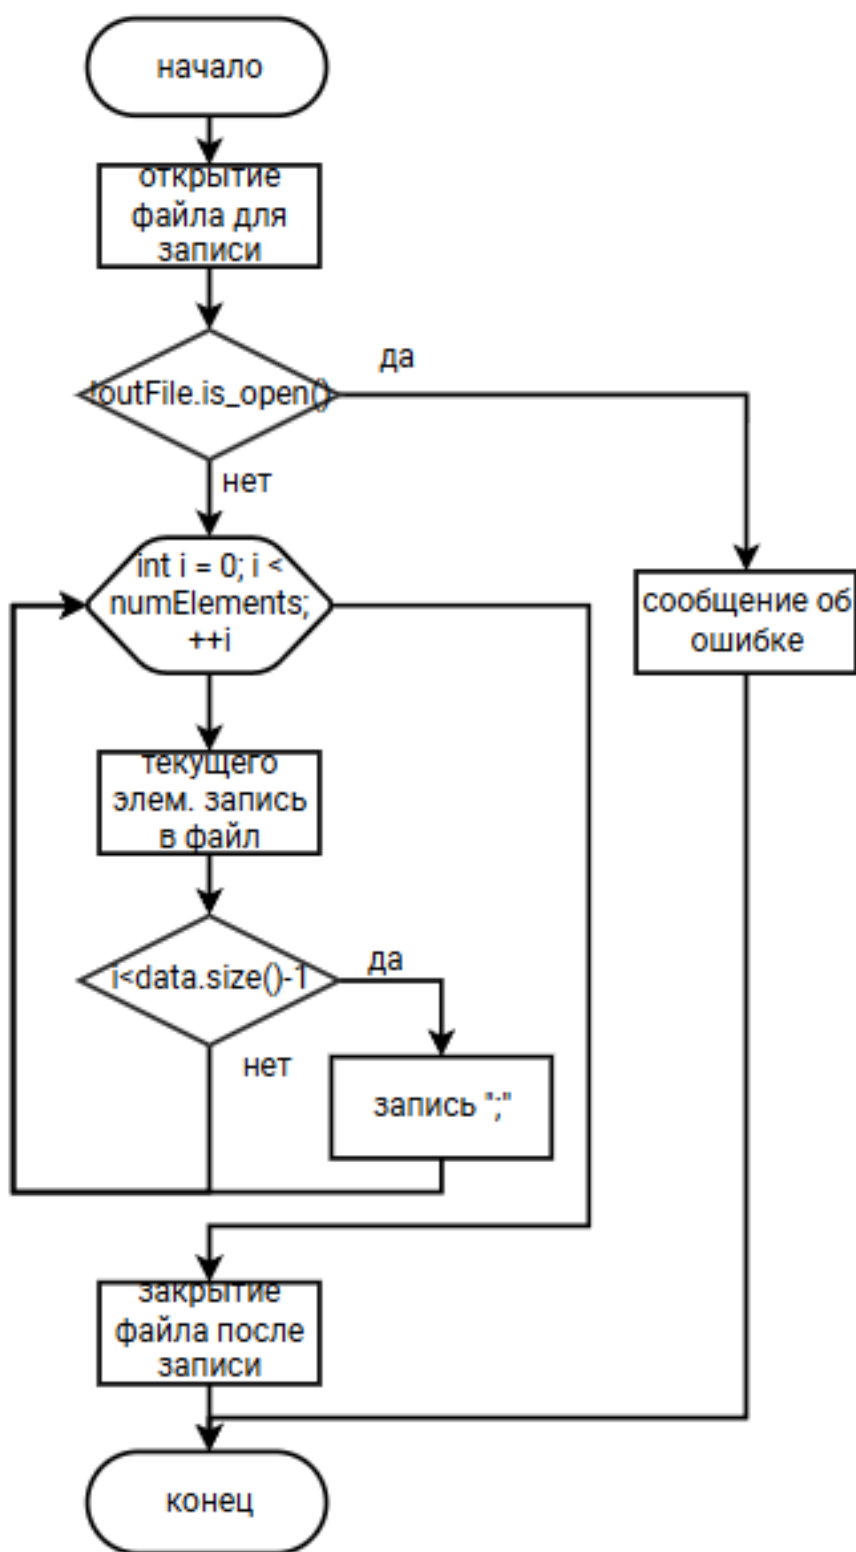 начало
открытие
файла для
записи
!outFile.is_open()
да
нет
int i = 0; i <
numElements;
++i
сообщение об
ошибке
текущего
элем. запись
в файл
i<data.size()-1
да
нет
запись ";"
закрытие
файла после
записи
конец